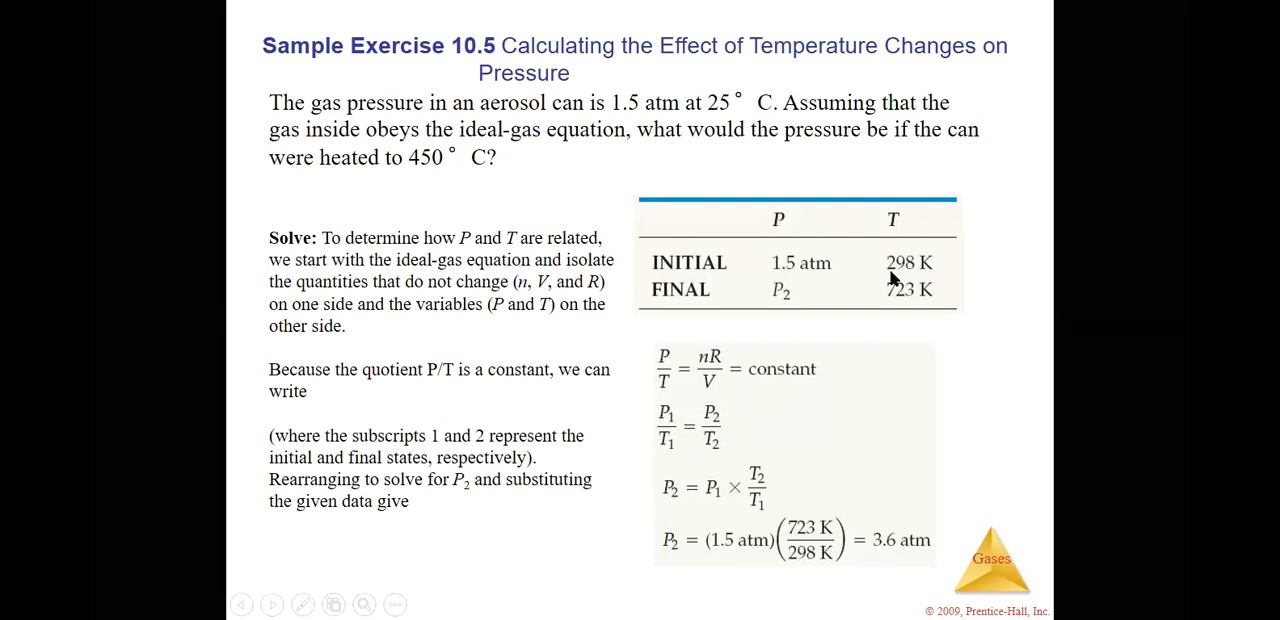 Sample Exercise 10.5 Calculating the Effect of Temperature Changes on
Pressure
The gas pressure in an aerosol can is 1.5 atm at 25 ° C. Assuming that the
gas inside obeys the ideal-gas equation, what would the pressure be if the can
were heated to 450 ° C?
Solve: To determine how P and T are related,
we start with the ideal-gas equation and isolate
the quantities that do not change (n, V, and R)
on one side and the variables (P and T) on the
other side.
Because the quotient P/T is a constant, we can
write
(where the subscripts 1 and 2 represent the
initial and final states, respectively).
Rearranging to solve for P₂ and substituting
the given data give
P T
INITIAL 1.5 atm 298 K
FINAL P₂ 723 K
P/T = nR/V = constant
P₁/T₁ = P₂/T₂
P₂ = P₁ × T₂/T₁
P₂ = (1.5 atm)(723 K/298 K) = 3.6 atm
Gases
© 2009, Prentice-Hall, Inc.